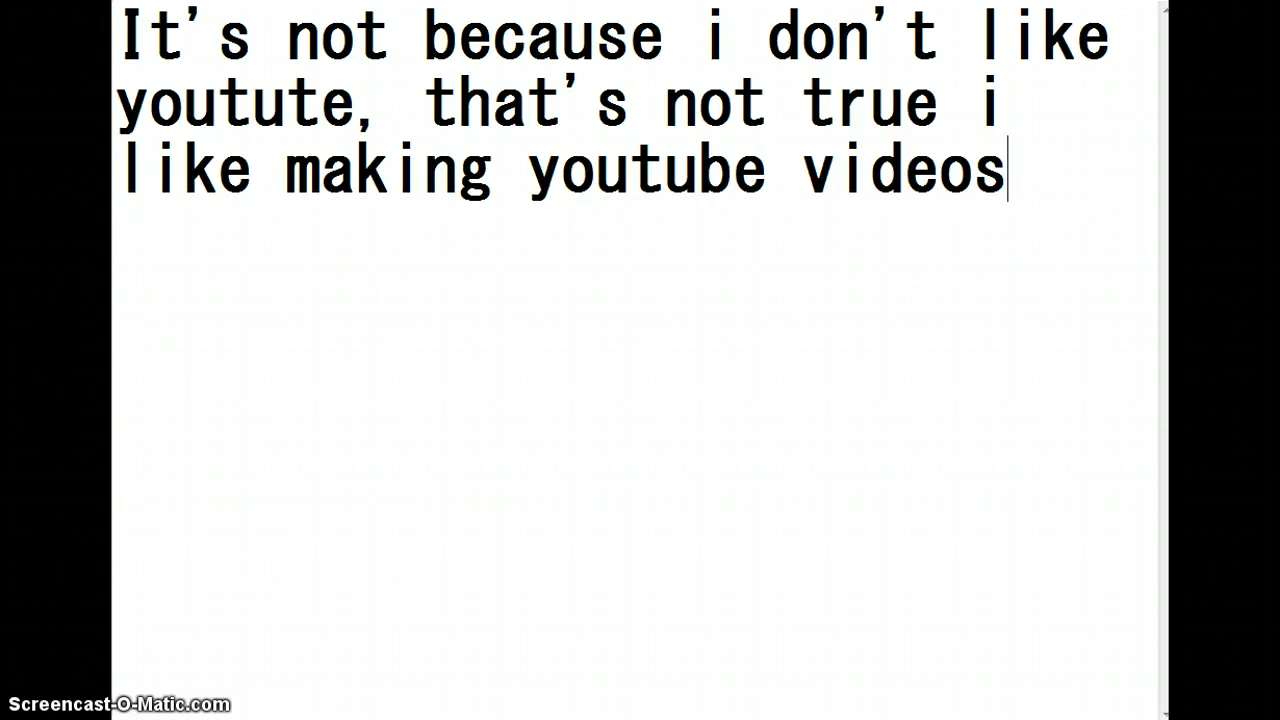 It's not because i don't like
youtute, that's not true i
like making youtube videos
Screencast-O-Matic.com